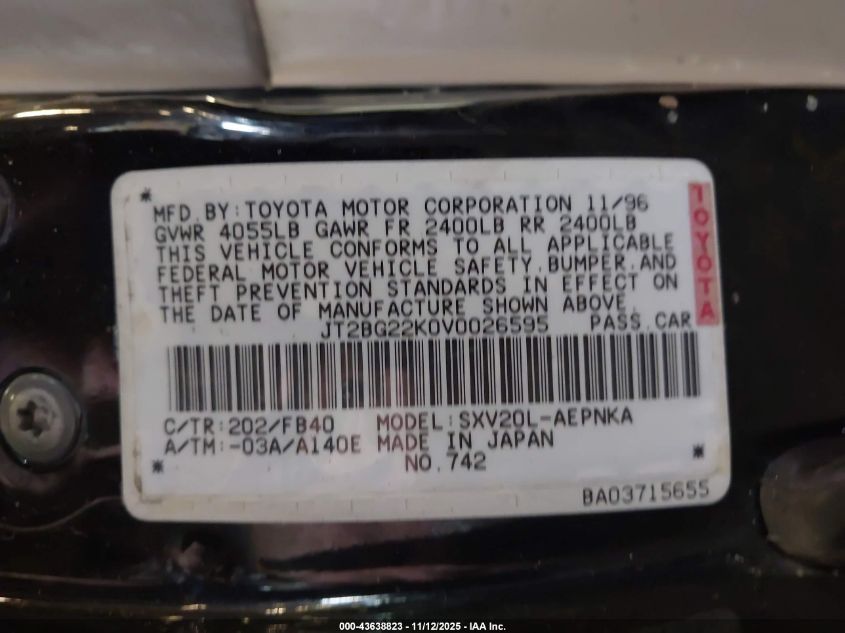 MFD.BY:TOYOTA MOTOR CORPORATION 11/96
GVWR 4055LB GAWR FR 2400LB RR 2400LB
THIS VEHICLE CONFORMS TO ALL APPLICABLE
FEDERAL MOTOR VEHICLE SAFETY,BUMPER,AND
THEFT PREVENTION STANDARDS IN EFFECT ON
THE DATE OF MANUFACTURE SHOWN ABOVE.
JT2BG22K0V0026595 PASS.CAR
TOYOTA
C/TR:202/FB40 MODEL:SXV20L-AEPNKA
A/TM:-03A/A140E MADE IN JAPAN
NO.742
BA03715655
000-43638823 - 11/12/2025 - IAA Inc.